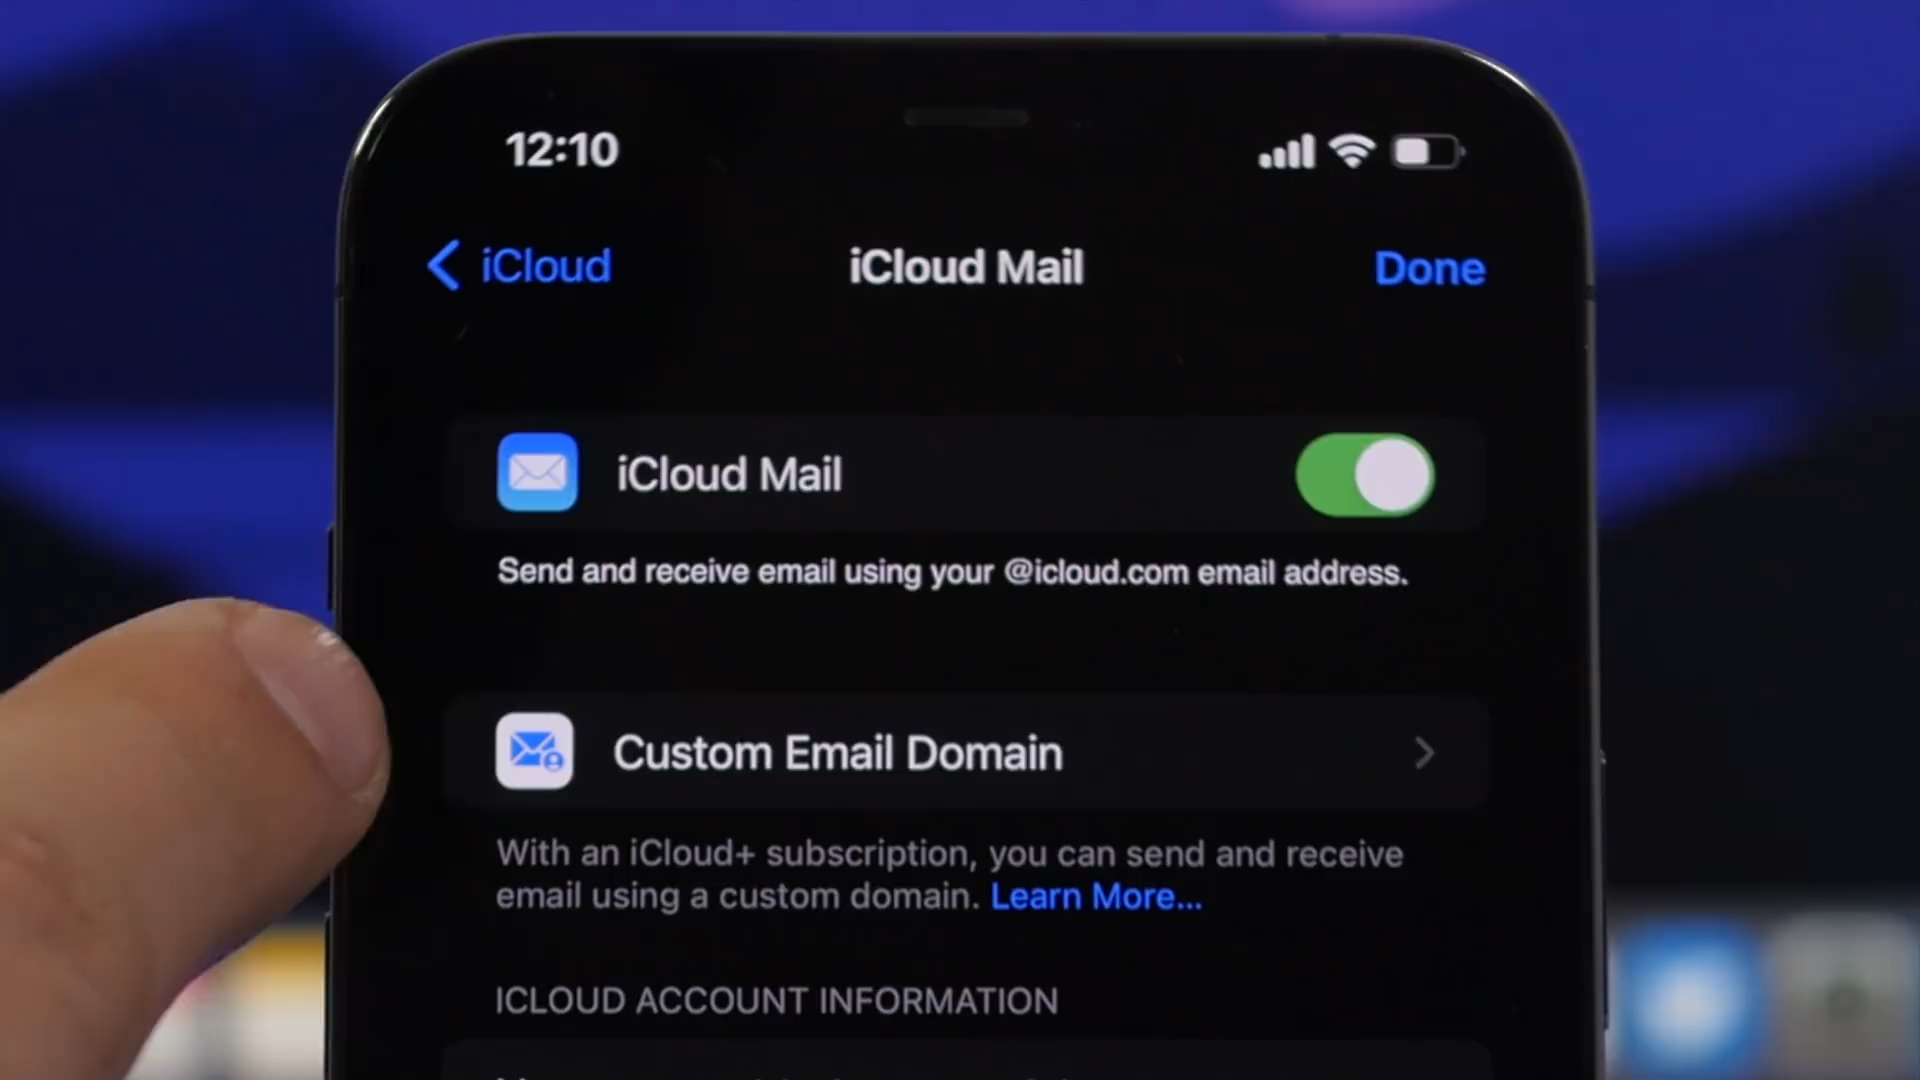 12:10
iCloud
iCloud Mail
Done
iCloud Mail
Send and receive email using your @icloud.com email address.
Custom Email Domain
With an iCloud+ subscription, you can send and receive
email using a custom domain. Learn More...
ICLOUD ACCOUNT INFORMATION